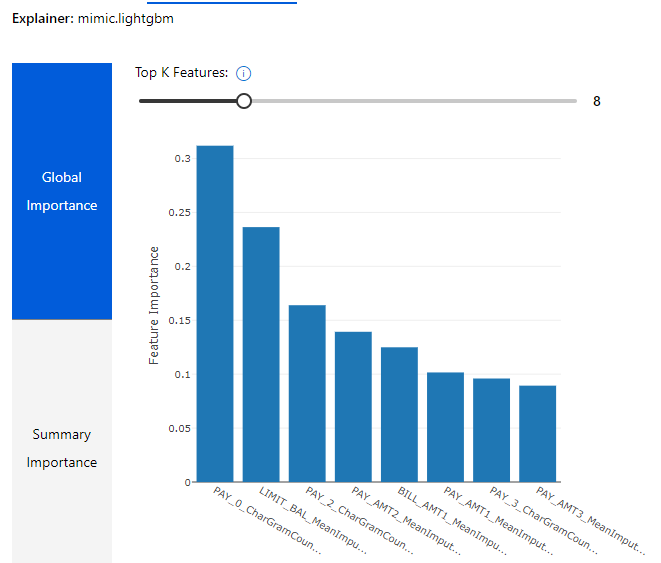 Explainer: mimic.lightgbm
Top K Features:
8
Global
Importance
Summary
Importance
Feature Importance
0.3
0.25
0.2
0.15
0.1
0.05
0
PAY_0_CharGramCoun...
LIMIT_BAL_MeanImpu...
PAY_2_CharGramCoun...
PAY_AMT2_MeanImput...
BILL_AMT1_MeanImpu...
PAY_AMT1_MeanImput...
PAY_3_CharGramCoun...
PAY_AMT3_MeanImput...